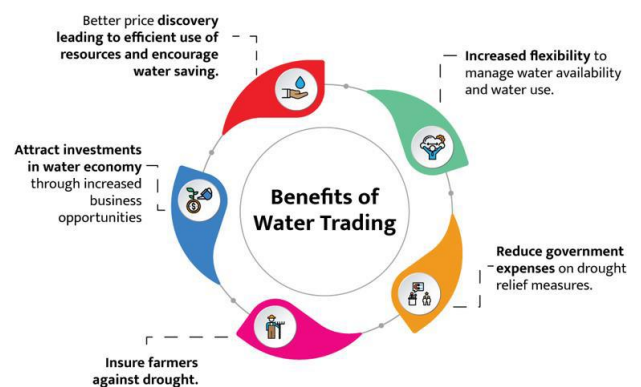 Better price discovery
leading to efficient use of
resources and encourage
water saving.
Increased flexibility to
manage water availability
and water use.
Attract investments
in water economy
through increased
business
opportunities
Benefits of
Water Trading
Reduce government
expenses on drought
relief measures.
Insure farmers
against drought.